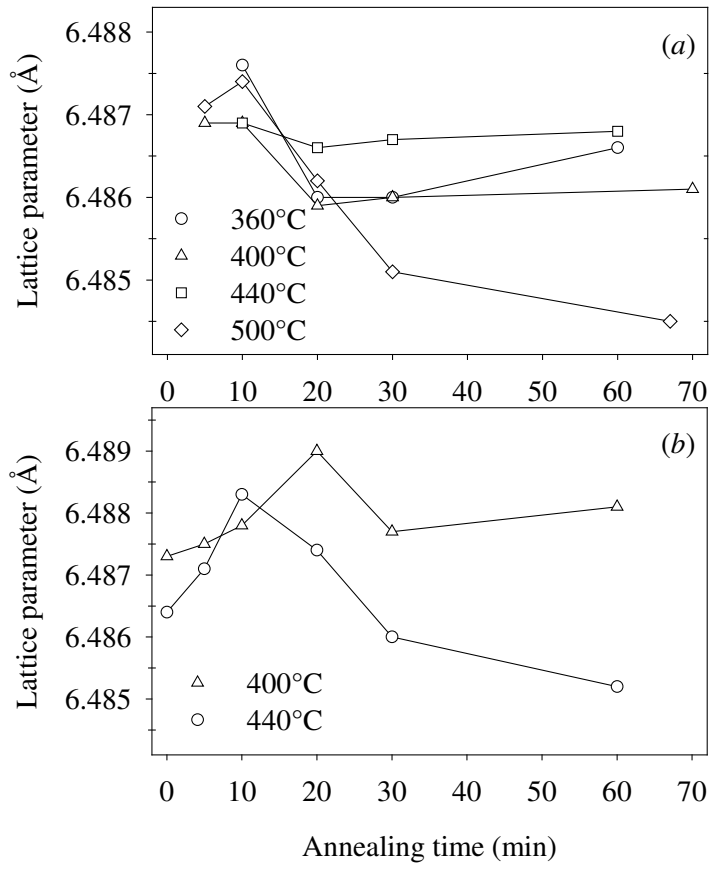 6.488
(a)
6.487
6.486
6.485
Lattice parameter (Å)
360°C
400°C
440°C
500°C
0 10 20 30 40 50 60 70
6.489
(b)
6.488
6.487
6.486
6.485
Lattice parameter (Å)
400°C
440°C
0 10 20 30 40 50 60 70
Annealing time (min)